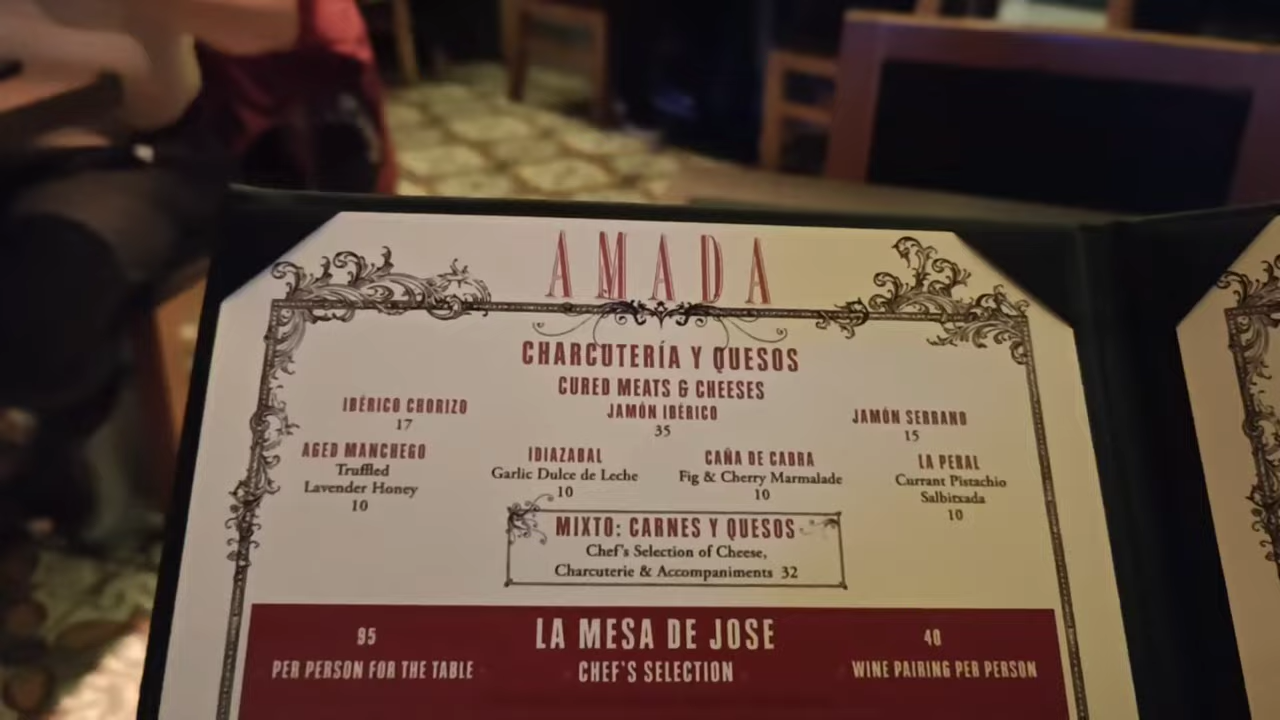 AMADA
CHARCUTERÍA Y QUESOS
CURED MEATS & CHEESES
IBÉRICO CHORIZO
17
JAMÓN IBÉRICO
35
JAMÓN SERRANO
15
AGED MANCHEGO
Truffled
Lavender Honey
10
IDIAZABAL
Garlic Dulce de Leche
10
CAÑA DE CABRA
Fig & Cherry Marmalade
10
LA PERAL
Currant Pistachio
Salbitxada
10
MIXTO: CARNES Y QUESOS
Chef's Selection of Cheese,
Charcuterie & Accompaniments 32
95
PER PERSON FOR THE TABLE
LA MESA DE JOSE
CHEF'S SELECTION
40
WINE PAIRING PER PERSON